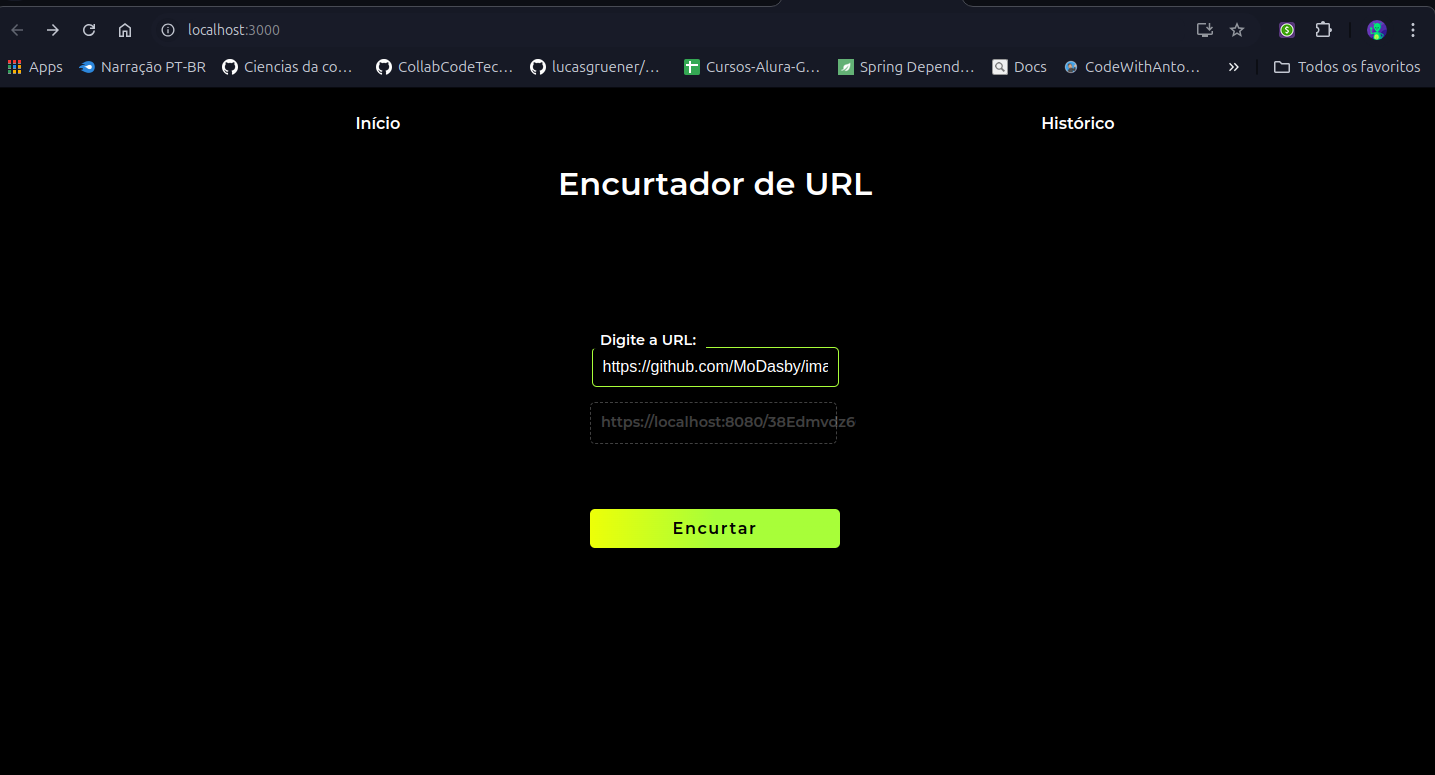 localhost:3000
Apps Narração PT-BR Ciencias da co... CollabCodeTec... lucasgruener/... Cursos-Alura-G... Spring Depend... Docs CodeWithAnto... » Todos os favoritos
Início Histórico
Encurtador de URL
Digite a URL:
https://github.com/MoDasby/ima
https://localhost:8080/38Edmvdz6
Encurtar